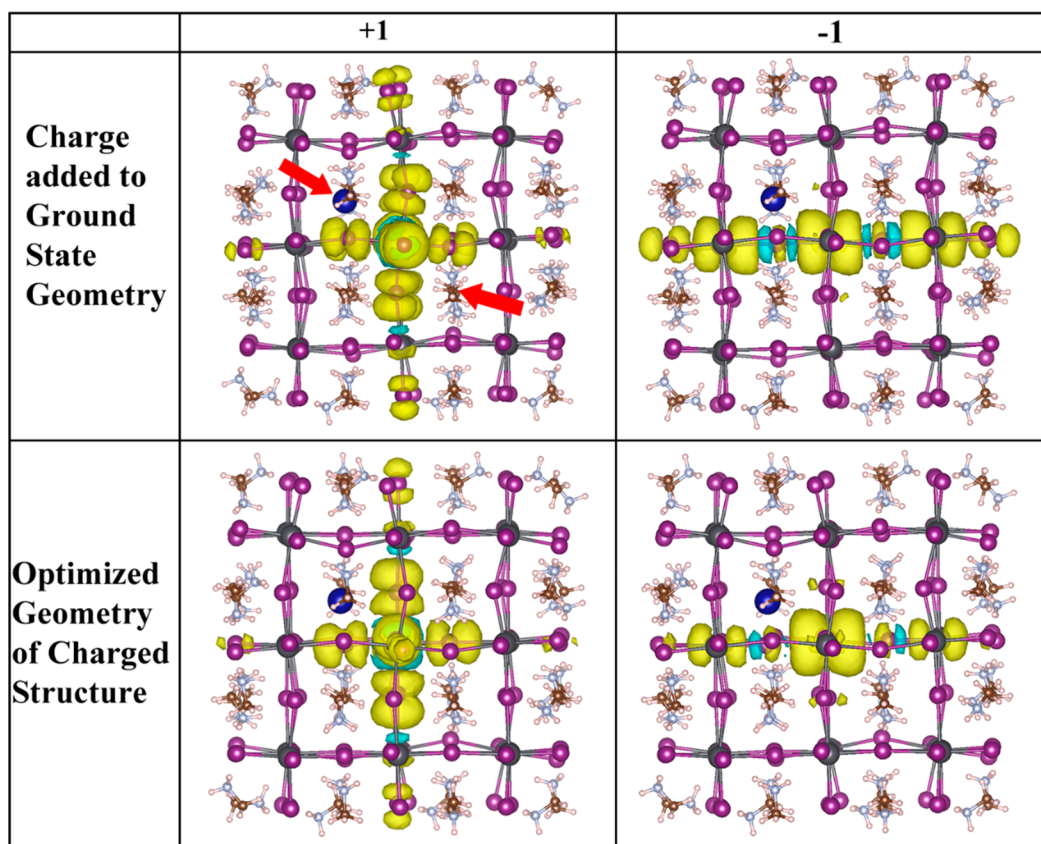 +1
-1
Charge
added to
Ground
State
Geometry
Optimized
Geometry
of Charged
Structure